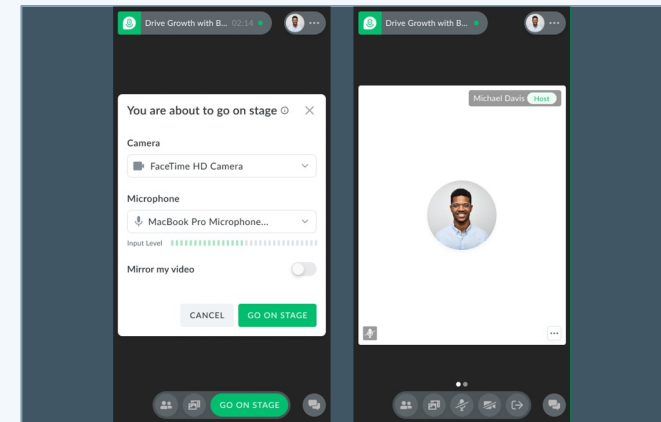 Drive Growth with B... 02:14
You are about to go on stage
Camera
FaceTime HD Camera
Microphone
MacBook Pro Microphone...
Input Level
Mirror my video
CANCEL GO ON STAGE
GO ON STAGE
Drive Growth with B...
Michael Davis Host